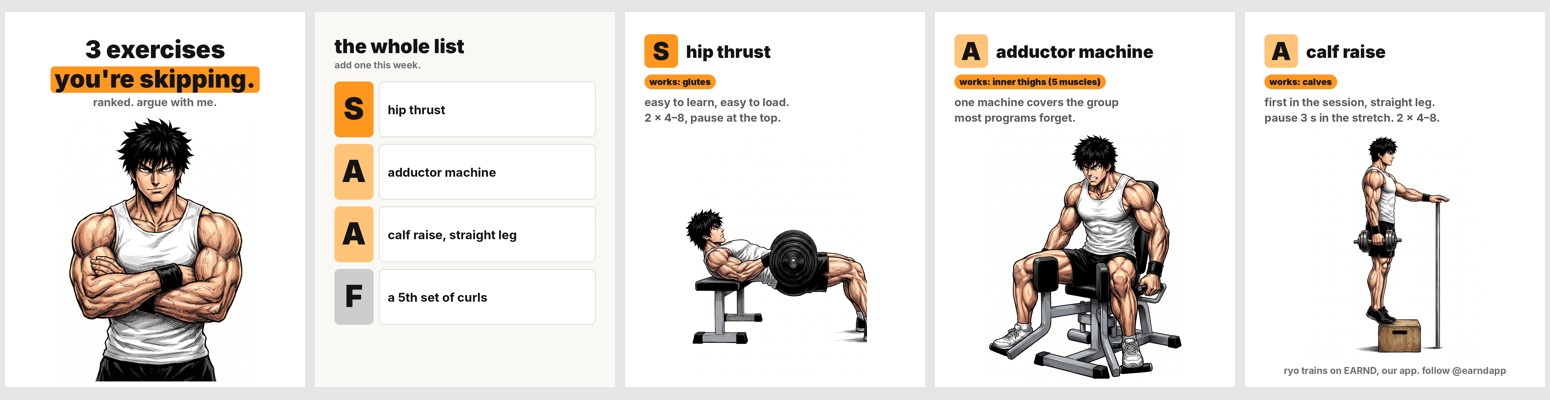 3 exercises
you're skipping.
ranked. argue with me.
the whole list
add one this week.
S hip thrust
A adductor machine
A calf raise, straight leg
F a 5th set of curls
S hip thrust
works: glutes
easy to learn, easy to load.
2 × 4–8, pause at the top.
A adductor machine
works: inner thighs (5 muscles)
one machine covers the group
most programs forget.
A calf raise
works: calves
first in the session, straight leg.
pause 3 s in the stretch. 2 × 4–8.
ryo trains on EARND, our app. follow @earndapp